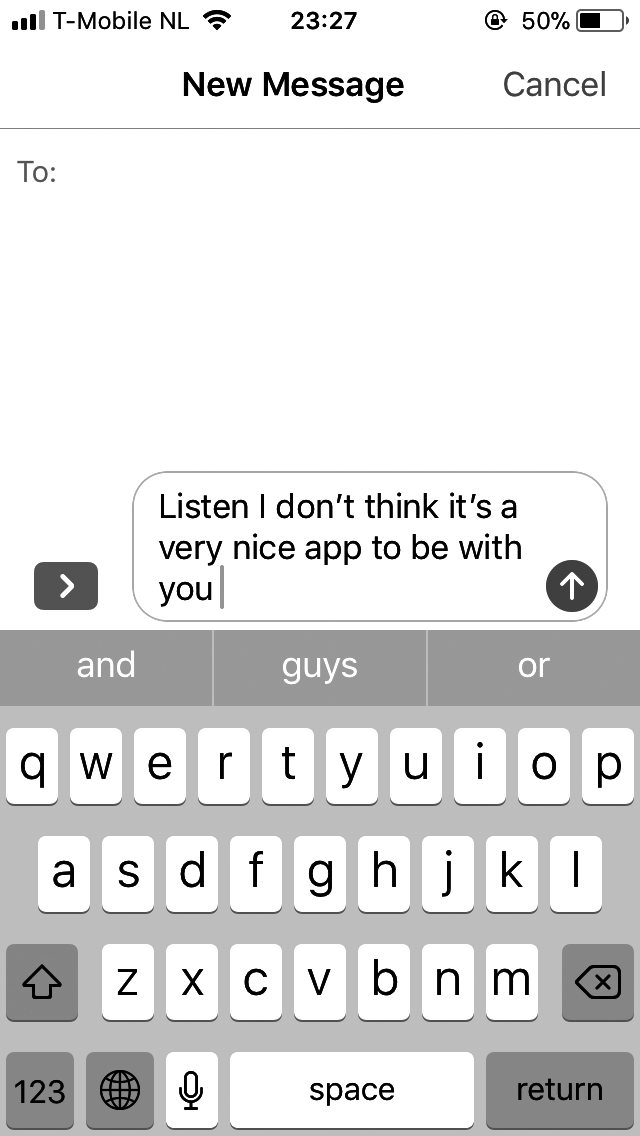 T-Mobile NL 23:27 50%
New Message Cancel
To:
Listen I don’t think it’s a
very nice app to be with
you
and guys or
q w e r t y u i o p
a s d f g h j k l
z x c v b n m
123 space return